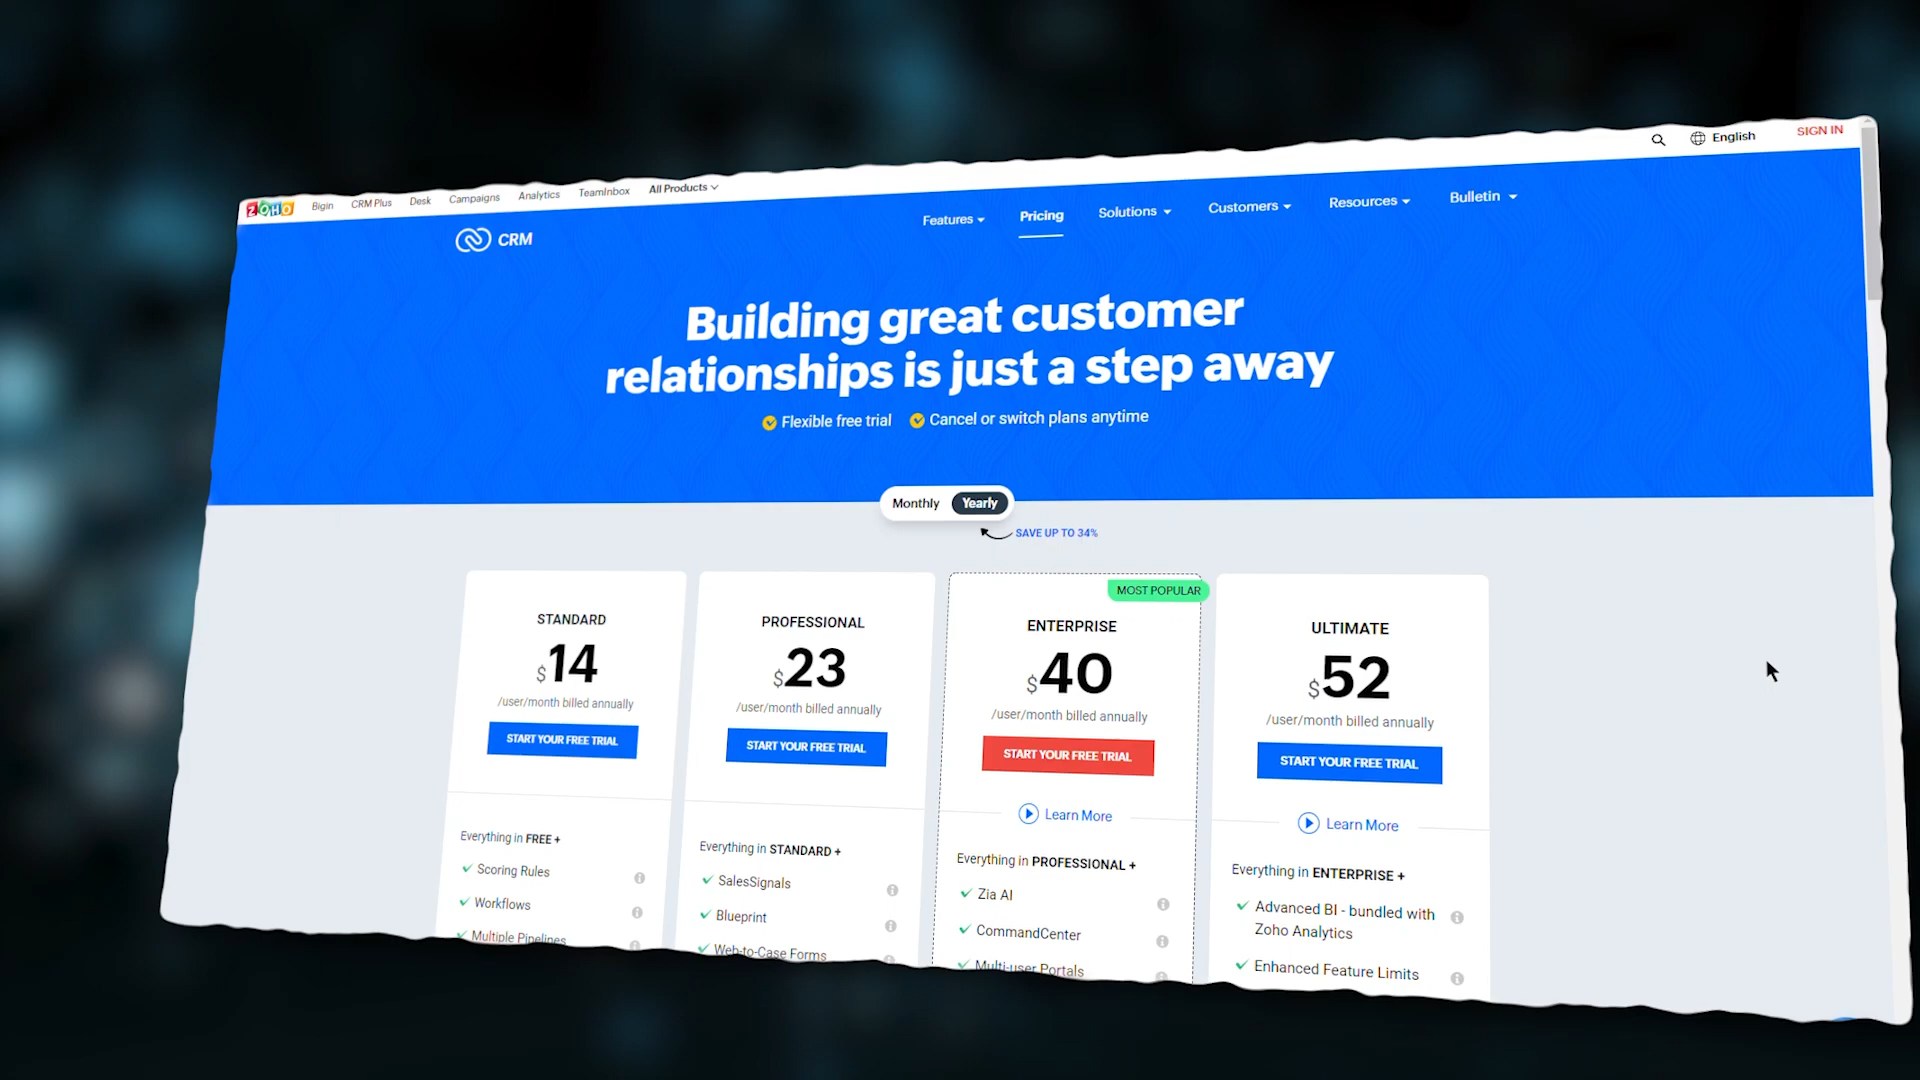 ZOHO Bigin CRM Plus Desk Campaigns Analytics TeamInbox All Products
English SIGN IN
CRM
Features Pricing Solutions Customers Resources Bulletin
Building great customer
relationships is just a step away
Flexible free trial Cancel or switch plans anytime
Monthly Yearly
SAVE UP TO 34%
STANDARD
$14
/user/month billed annually
START YOUR FREE TRIAL
Everything in FREE +
Scoring Rules
Workflows
Multiple Pipelines
PROFESSIONAL
$23
/user/month billed annually
START YOUR FREE TRIAL
Everything in STANDARD +
SalesSignals
Blueprint
Web-to-Case Forms
MOST POPULAR
ENTERPRISE
$40
/user/month billed annually
START YOUR FREE TRIAL
Learn More
Everything in PROFESSIONAL +
Zia AI
CommandCenter
Multi-user Portals
ULTIMATE
$52
/user/month billed annually
START YOUR FREE TRIAL
Learn More
Everything in ENTERPRISE +
Advanced BI - bundled with
Zoho Analytics
Enhanced Feature Limits